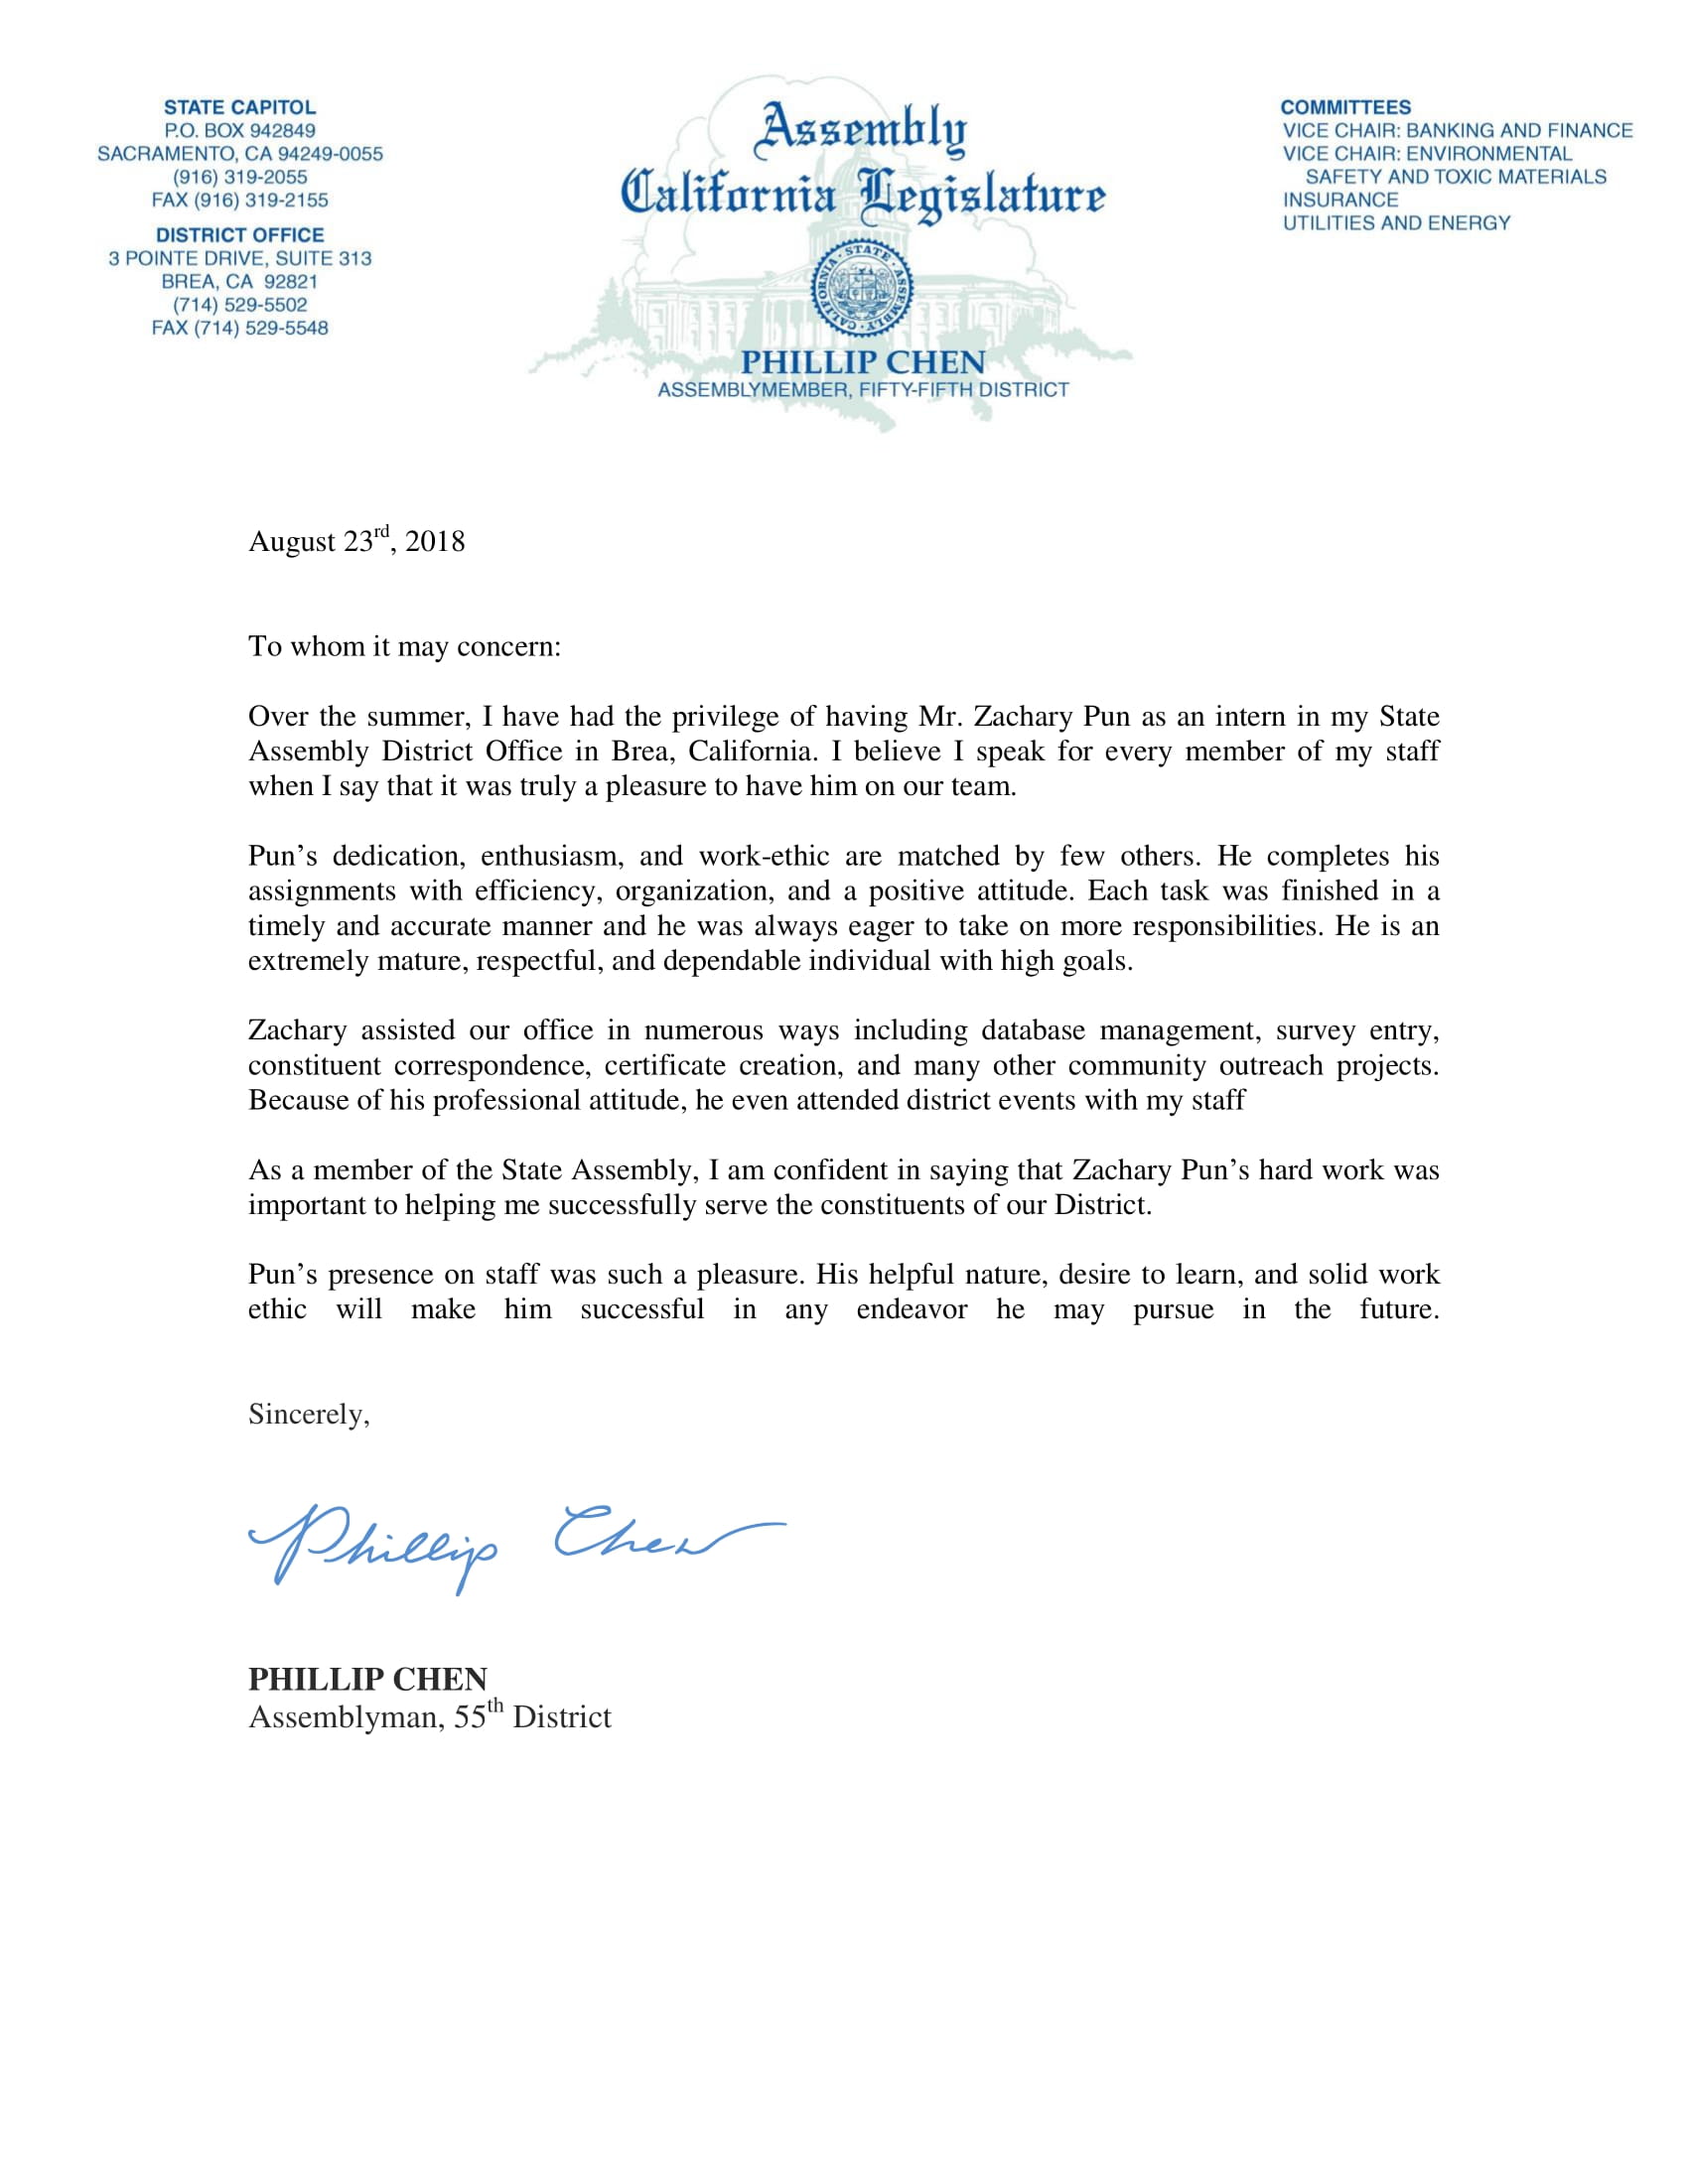 STATE CAPITOL
P.O. BOX 942849
SACRAMENTO, CA 94249-0055
(916) 319-2055
FAX (916) 319-2155
DISTRICT OFFICE
3 POINTE DRIVE, SUITE 313
BREA, CA 92821
(714) 529-5502
FAX (714) 529-5548
Assembly
California Legislature
CALIFORNIA · STATE · ASSEMBLY
PHILLIP CHEN
ASSEMBLYMEMBER, FIFTY-FIFTH DISTRICT
COMMITTEES
VICE CHAIR: BANKING AND FINANCE
VICE CHAIR: ENVIRONMENTAL
SAFETY AND TOXIC MATERIALS
INSURANCE
UTILITIES AND ENERGY
August 23rd, 2018
To whom it may concern:
Over the summer, I have had the privilege of having Mr. Zachary Pun as an intern in my State
Assembly District Office in Brea, California. I believe I speak for every member of my staff
when I say that it was truly a pleasure to have him on our team.
Pun’s dedication, enthusiasm, and work-ethic are matched by few others. He completes his
assignments with efficiency, organization, and a positive attitude. Each task was finished in a
timely and accurate manner and he was always eager to take on more responsibilities. He is an
extremely mature, respectful, and dependable individual with high goals.
Zachary assisted our office in numerous ways including database management, survey entry,
constituent correspondence, certificate creation, and many other community outreach projects.
Because of his professional attitude, he even attended district events with my staff
As a member of the State Assembly, I am confident in saying that Zachary Pun’s hard work was
important to helping me successfully serve the constituents of our District.
Pun’s presence on staff was such a pleasure. His helpful nature, desire to learn, and solid work
ethic will make him successful in any endeavor he may pursue in the future.
Sincerely,
Phillip Chen
PHILLIP CHEN
Assemblyman, 55th District